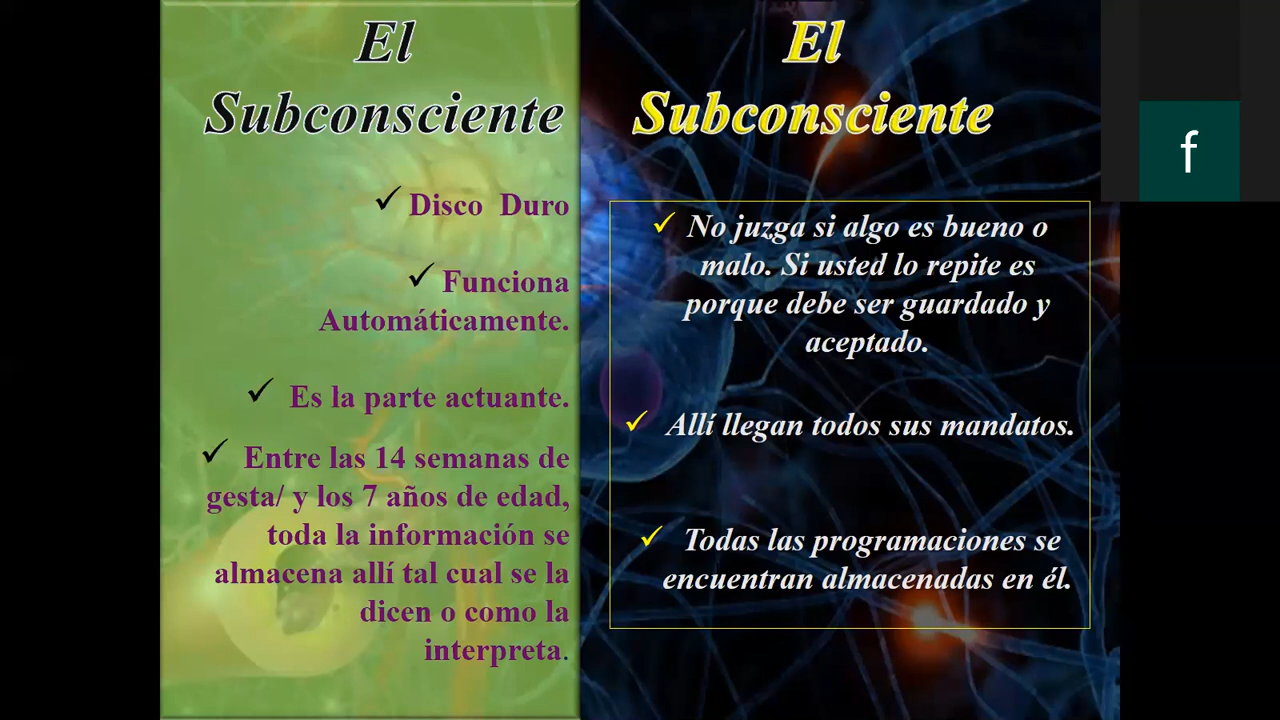 El
Subconsciente
✓ Disco Duro
✓ Funciona
Automáticamente.
✓ Es la parte actuante.
✓ Entre las 14 semanas de
gesta/ y los 7 años de edad,
toda la información se
almacena allí tal cual se la
dicen o como la
interpreta.
El
Subconsciente
✓ No juzga si algo es bueno o
malo. Si usted lo repite es
porque debe ser guardado y
aceptado.
✓ Allí llegan todos sus mandatos.
✓ Todas las programaciones se
encuentran almacenadas en él.
f